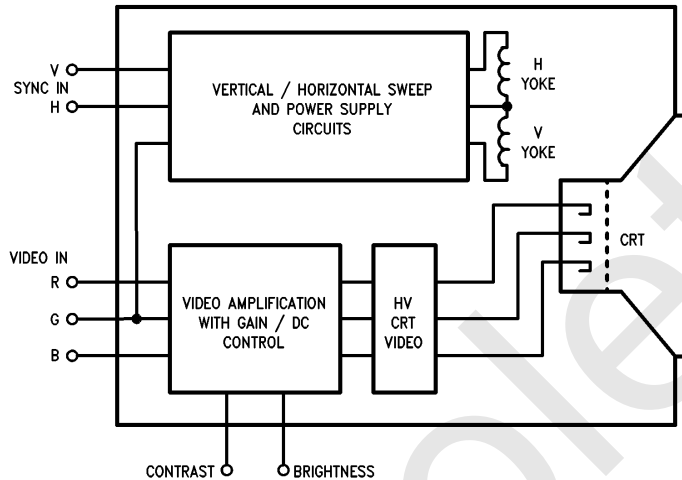 V
SYNC IN
H
VERTICAL / HORIZONTAL SWEEP
AND POWER SUPPLY
CIRCUITS
H
YOKE
V
YOKE
CRT
VIDEO IN
R
G
B
VIDEO AMPLIFICATION
WITH GAIN / DC
CONTROL
HV
CRT
VIDEO
CONTRAST
BRIGHTNESS